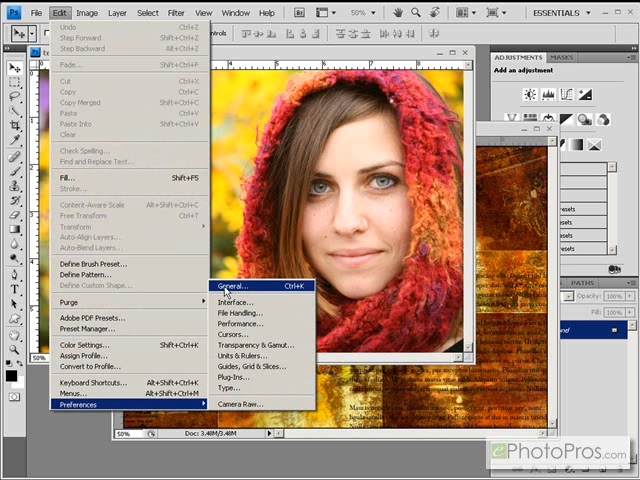 Ps File Edit Image Layer Select Filter View Window Help Br 50% ESSENTIALS
Undo Ctrl+Z
Step Forward Shift+Ctrl+Z
Step Backward Alt+Ctrl+Z
Fade... Shift+Ctrl+F
Cut Ctrl+X
Copy Ctrl+C
Copy Merged Shift+Ctrl+C
Paste Ctrl+V
Paste Into Shift+Ctrl+V
Clear
Check Spelling...
Find and Replace Text...
Fill... Shift+F5
Stroke...
Content-Aware Scale Alt+Shift+Ctrl+C
Free Transform Ctrl+T
Transform
Auto-Align Layers...
Auto-Blend Layers...
Define Brush Preset...
Define Pattern...
Define Custom Shape...
Purge
Adobe PDF Presets...
Preset Manager...
Color Settings... Shift+Ctrl+K
Assign Profile...
Convert to Profile...
Keyboard Shortcuts... Alt+Shift+Ctrl+K
Menus... Alt+Shift+Ctrl+M
Preferences
General... Ctrl+K
Interface...
File Handling...
Performance...
Cursors...
Transparency & Gamut...
Units & Rulers...
Guides, Grid & Slices...
Plug-Ins...
Type...
Camera Raw...
ADJUSTMENTS MASKS
Add an adjustment
PATHS
Opacity:
Fill:
50% Doc: 3.48M/3.48M
ePhotoPros.com